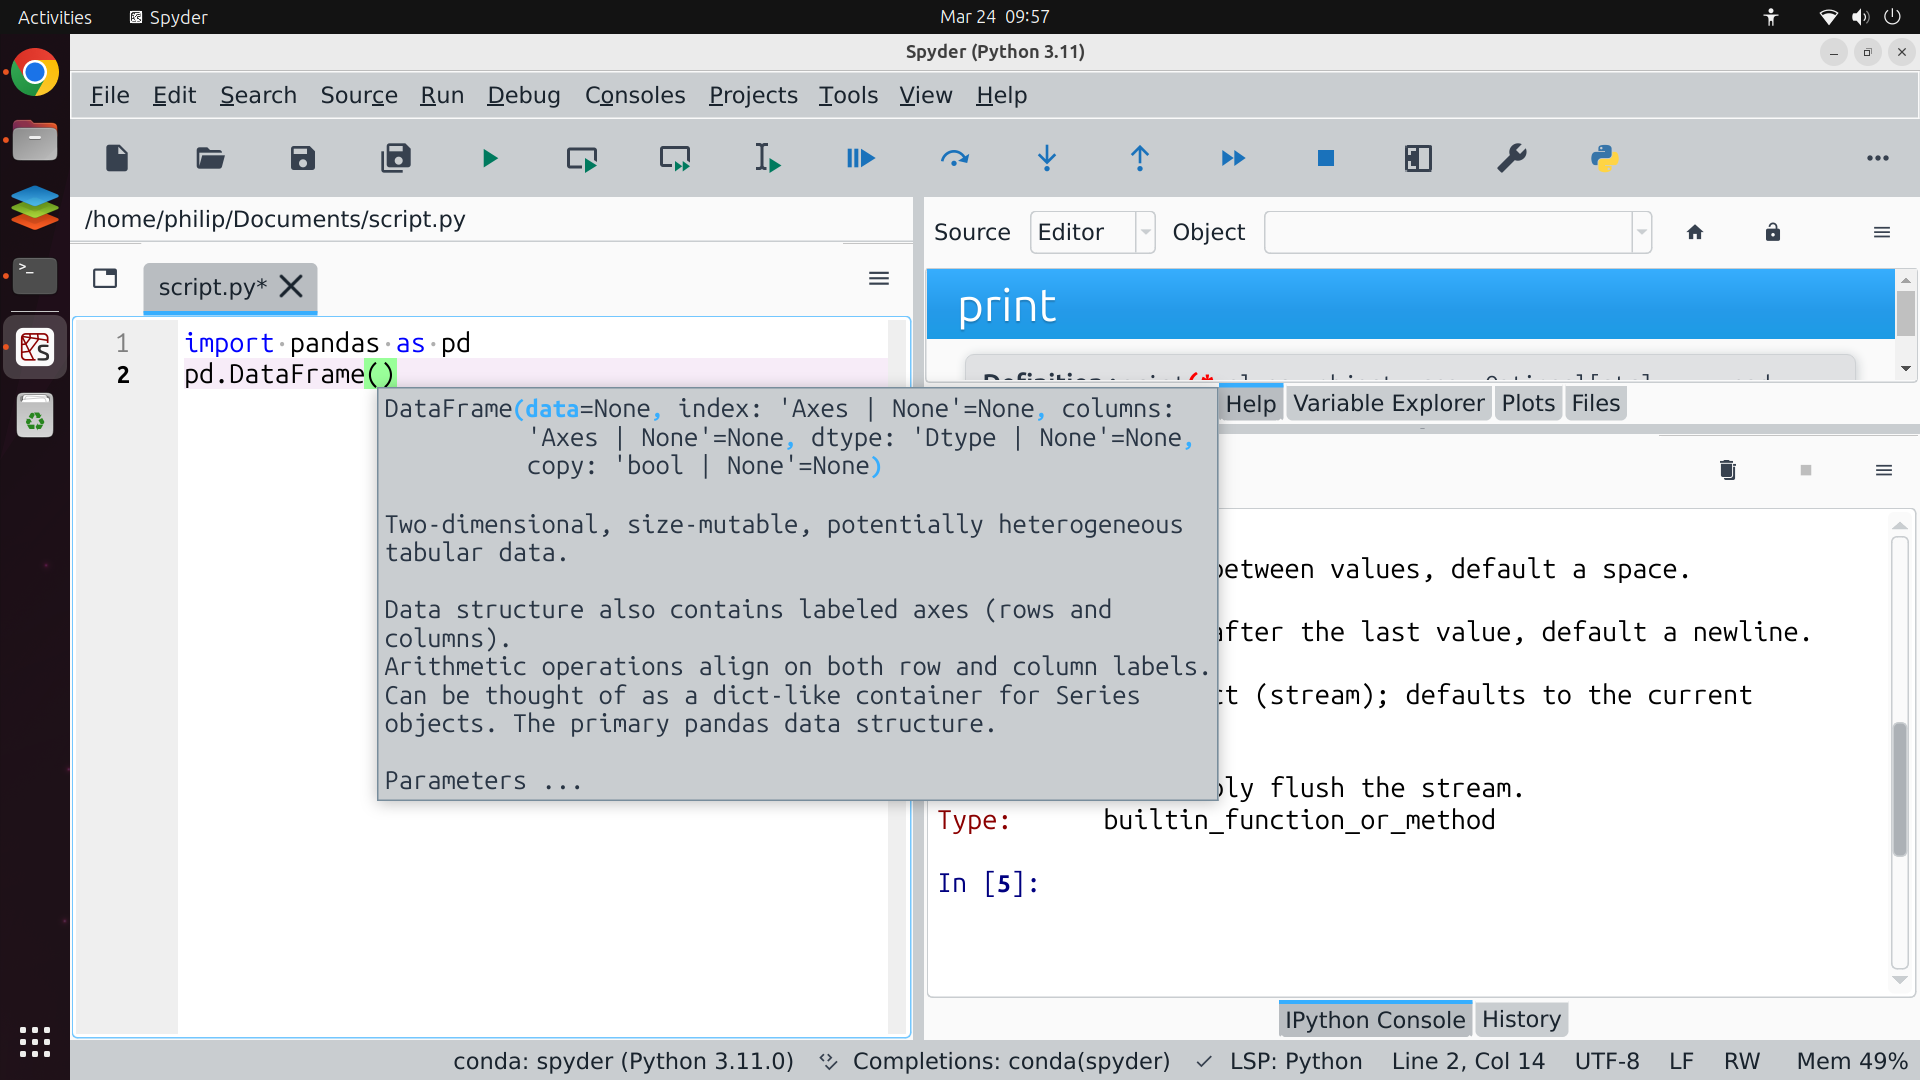 Activities
Spyder
Mar 24 09:57
Spyder (Python 3.11)
File Edit Search Source Run Debug Consoles Projects Tools View Help
/home/philip/Documents/script.py
script.py*
1 import pandas as pd
2 pd.DataFrame()
DataFrame(data=None, index: 'Axes | None'=None, columns:
'Axes | None'=None, dtype: 'Dtype | None'=None,
copy: 'bool | None'=None)
Two-dimensional, size-mutable, potentially heterogeneous
tabular data.
Data structure also contains labeled axes (rows and
columns).
Arithmetic operations align on both row and column labels.
Can be thought of as a dict-like container for Series
objects. The primary pandas data structure.
Parameters ...
Source Editor Object
print
Definition
Help Variable Explorer Plots Files
between values, default a space.
after the last value, default a newline.
(stream); defaults to the current
flush the stream.
Type: builtin_function_or_method
In [5]:
IPython Console History
conda: spyder (Python 3.11.0) Completions: conda(spyder) LSP: Python Line 2, Col 14 UTF-8 LF RW Mem 49%